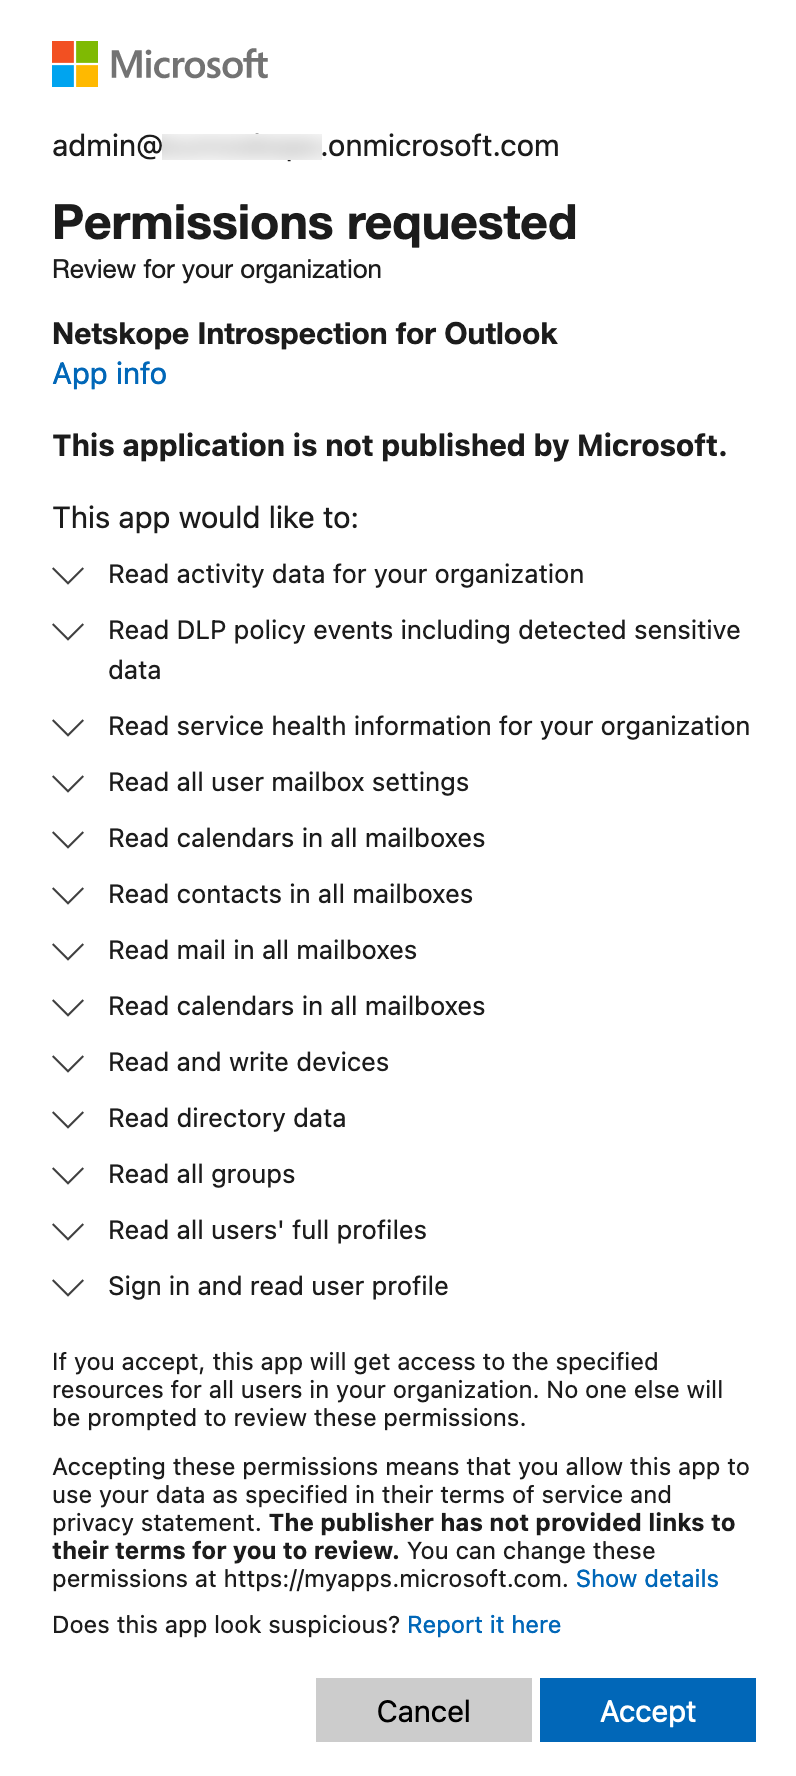 Microsoft
admin@ .onmicrosoft.com
Permissions requested
Review for your organization
Netskope Introspection for Outlook
App info
This application is not published by Microsoft.
This app would like to:
Read activity data for your organization
Read DLP policy events including detected sensitive
data
Read service health information for your organization
Read all user mailbox settings
Read calendars in all mailboxes
Read contacts in all mailboxes
Read mail in all mailboxes
Read calendars in all mailboxes
Read and write devices
Read directory data
Read all groups
Read all users' full profiles
Sign in and read user profile
If you accept, this app will get access to the specified
resources for all users in your organization. No one else will
be prompted to review these permissions.
Accepting these permissions means that you allow this app to
use your data as specified in their terms of service and
privacy statement. The publisher has not provided links to
their terms for you to review. You can change these
permissions at https://myapps.microsoft.com. Show details
Does this app look suspicious? Report it here
Cancel Accept